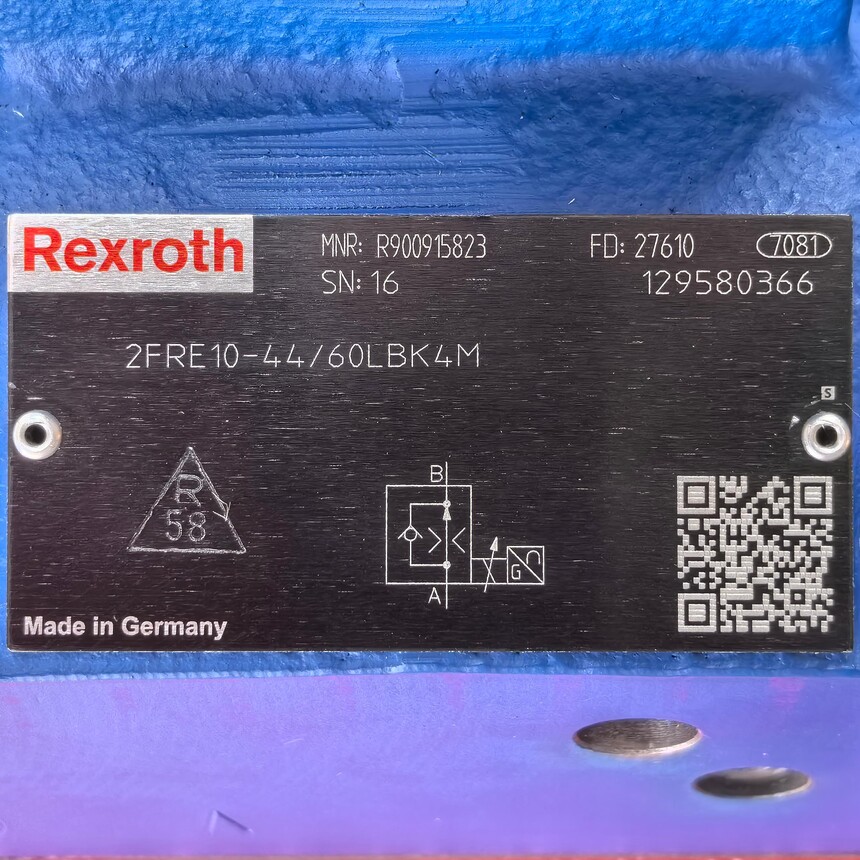 Rexroth
MNR: R900915823
FD: 27610
7081
SN: 16
129580366
2FRE10-44/60LBK4M
S
R
58
B
A
G
Made in Germany